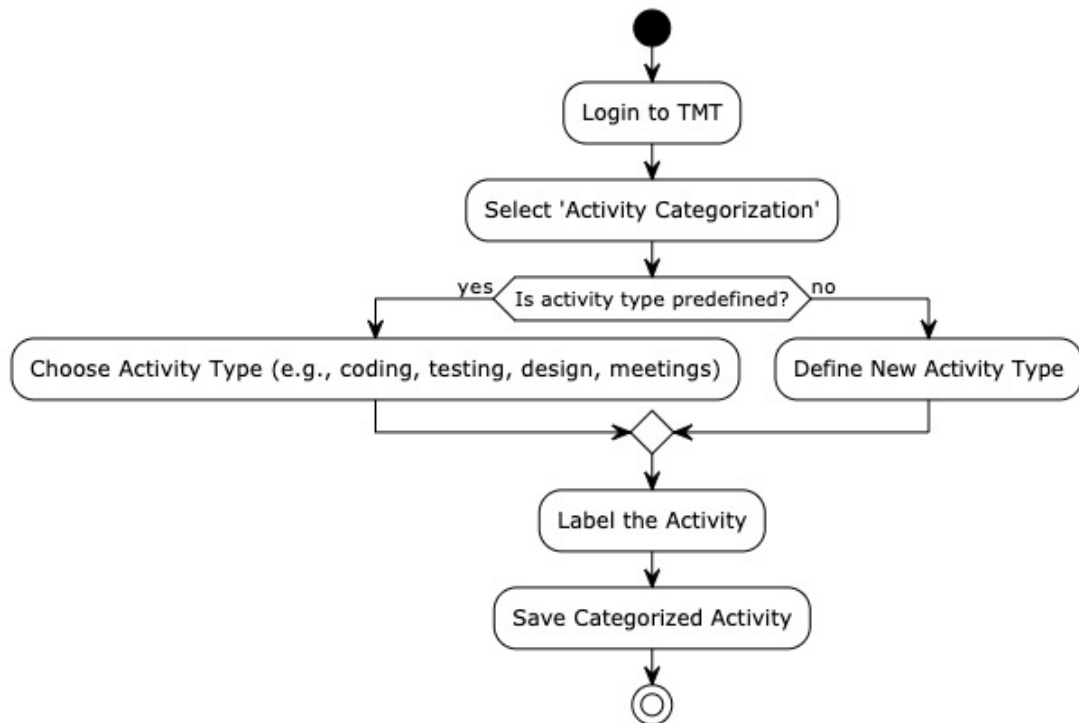 Login to TMT
Select 'Activity Categorization'
yes
Is activity type predefined?
no
Choose Activity Type (e.g., coding, testing, design, meetings)
Define New Activity Type
Label the Activity
Save Categorized Activity